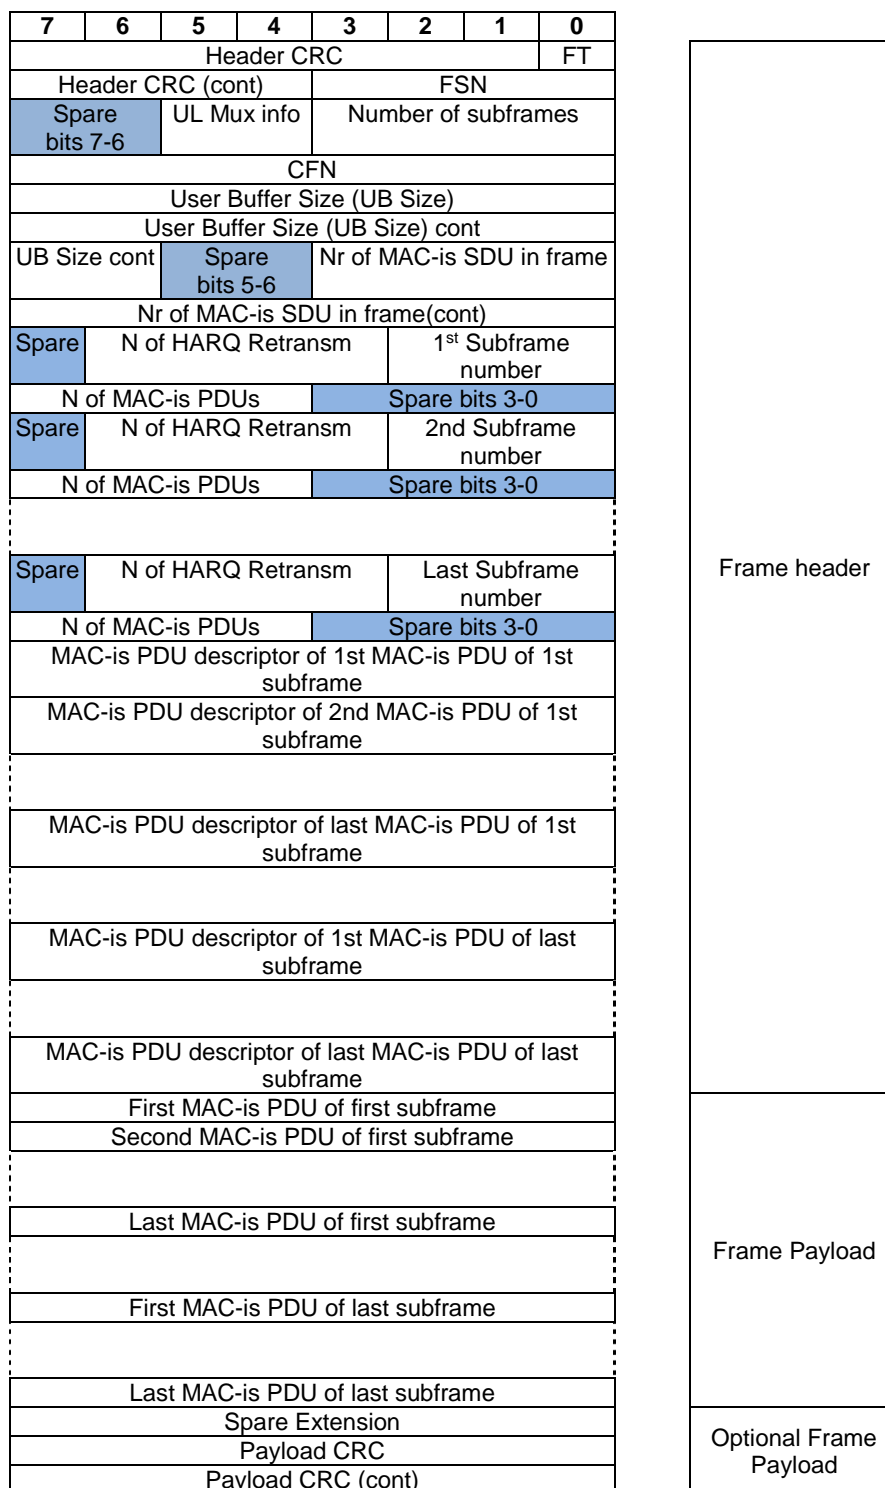 7 6 5 4 3 2 1 0
Header CRC FT
Header CRC (cont) FSN
Spare UL Mux info Number of subframes
bits 7-6
CFN
User Buffer Size (UB Size)
User Buffer Size (UB Size) cont
UB Size cont Spare Nr of MAC-is SDU in frame
bits 5-6
Nr of MAC-is SDU in frame(cont)
Spare N of HARQ Retransm 1st Subframe
number
N of MAC-is PDUs Spare bits 3-0
Spare N of HARQ Retransm 2nd Subframe
number
N of MAC-is PDUs Spare bits 3-0
Spare N of HARQ Retransm Last Subframe
number
N of MAC-is PDUs Spare bits 3-0
MAC-is PDU descriptor of 1st MAC-is PDU of 1st
subframe
MAC-is PDU descriptor of 2nd MAC-is PDU of 1st
subframe
MAC-is PDU descriptor of last MAC-is PDU of 1st
subframe
MAC-is PDU descriptor of 1st MAC-is PDU of last
subframe
MAC-is PDU descriptor of last MAC-is PDU of last
subframe
First MAC-is PDU of first subframe
Second MAC-is PDU of first subframe
Last MAC-is PDU of first subframe
First MAC-is PDU of last subframe
Last MAC-is PDU of last subframe
Spare Extension
Payload CRC
Payload CRC (cont)
Frame header
Frame Payload
Optional Frame
Payload